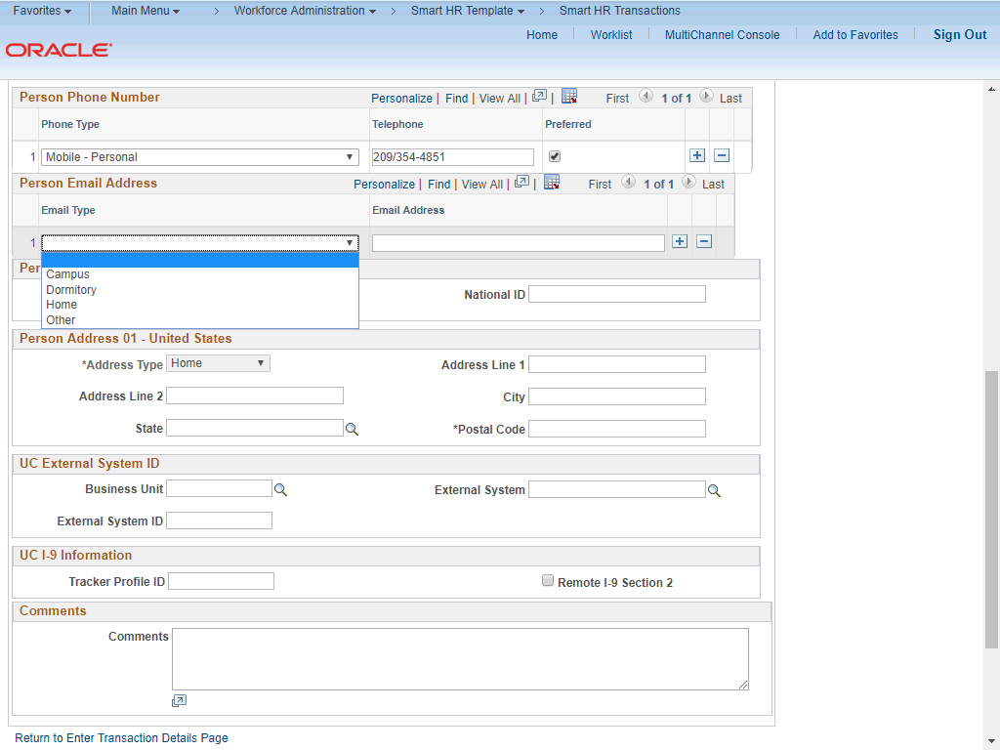 Favorites Main Menu > Workforce Administration > Smart HR Template > Smart HR Transactions
Home Worklist MultiChannel Console Add to Favorites Sign Out
ORACLE
Person Phone Number Personalize | Find | View All | | First 1 of 1 Last
Phone Type Telephone Preferred
1 Mobile - Personal 209/354-4851
Person Email Address Personalize | Find | View All | | First 1 of 1 Last
Email Type Email Address
1
Per
Campus
Dormitory
Home
Other
National ID
Person Address 01 - United States
*Address Type Home Address Line 1
Address Line 2 City
State *Postal Code
UC External System ID
Business Unit External System
External System ID
UC I-9 Information
Tracker Profile ID Remote I-9 Section 2
Comments
Comments
Return to Enter Transaction Details Page